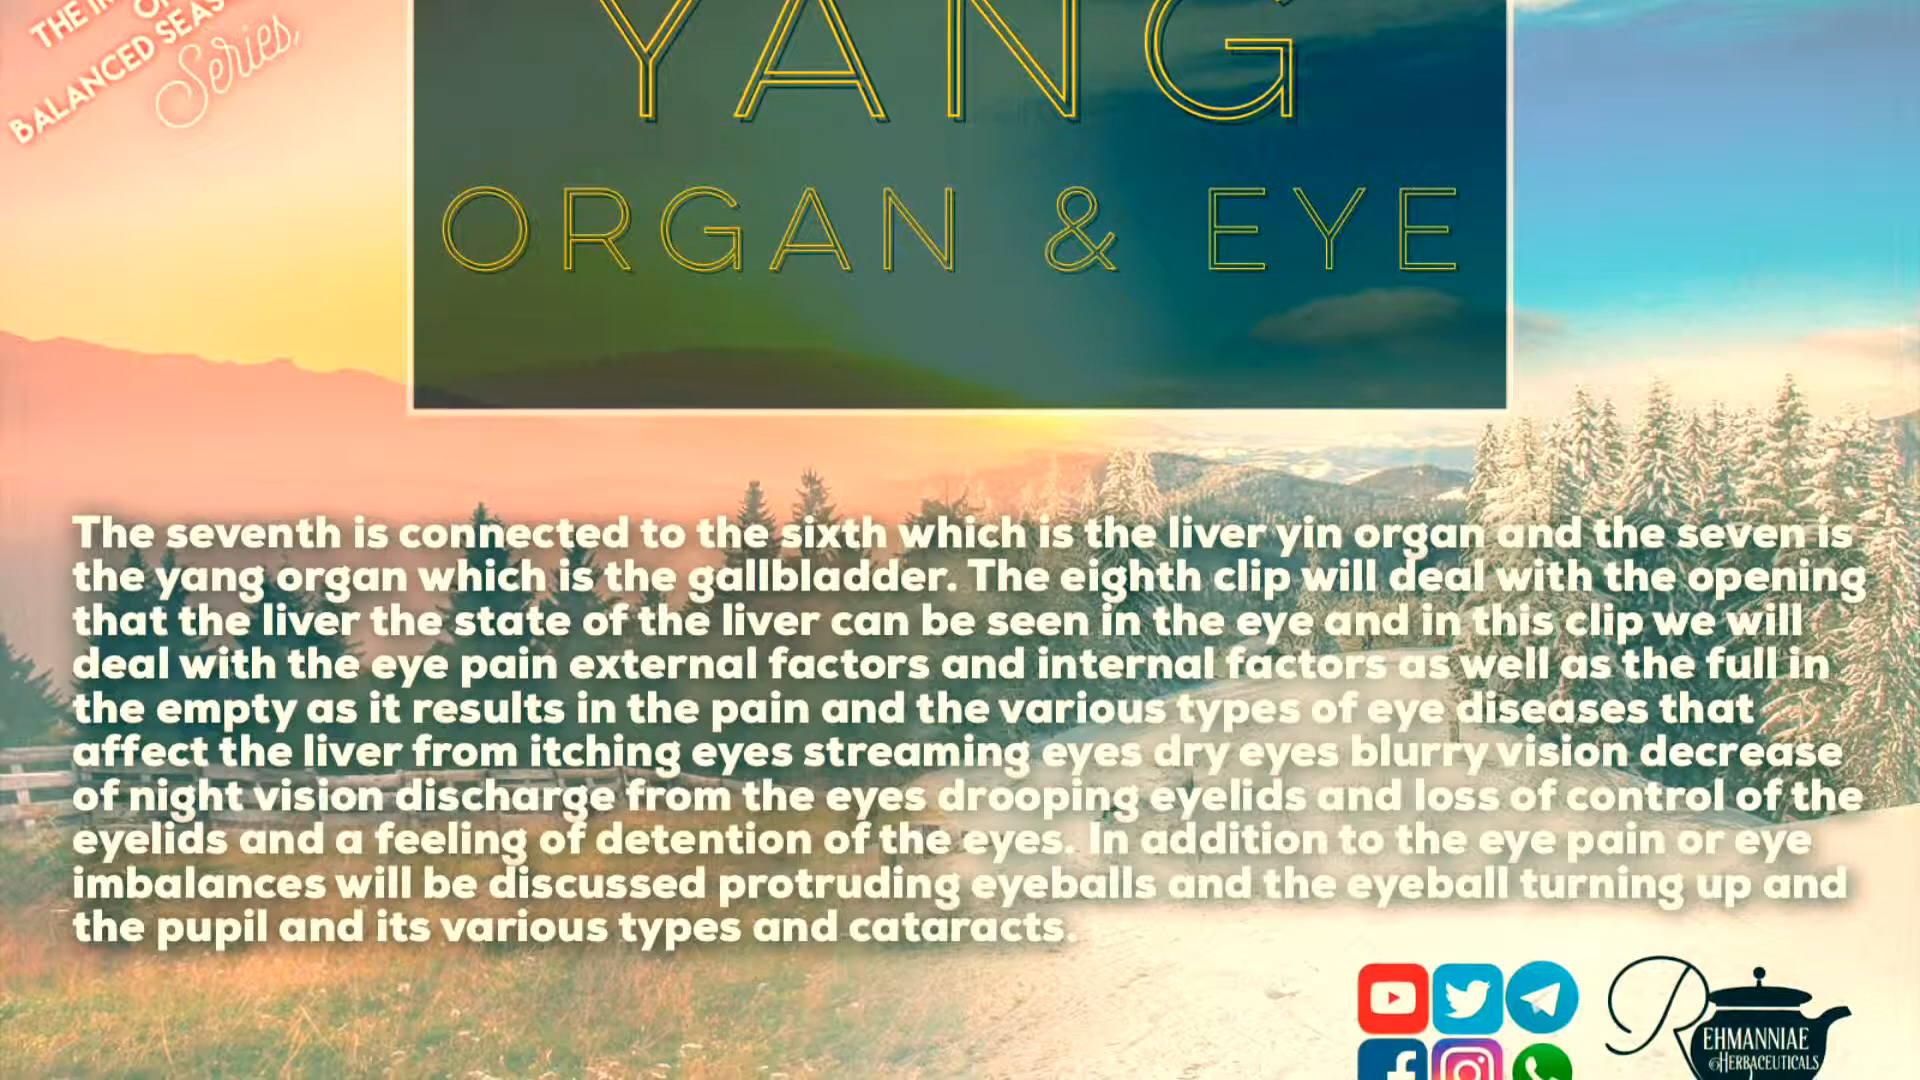 THE
BALANCED SEAS
Series,
YANG
ORGAN & EYE
The seventh is connected to the sixth which is the liver yin organ and the seven is
the yang organ which is the gallbladder. The eighth clip will deal with the opening
that the liver the state of the liver can be seen in the eye and in this clip we will
deal with the eye pain external factors and internal factors as well as the full in
the empty as it results in the pain and the various types of eye diseases that
affect the liver from itching eyes streaming eyes dry eyes blurry vision decrease
of night vision discharge from the eyes drooping eyelids and loss of control of the
eyelids and a feeling of detention of the eyes. In addition to the eye pain or eye
imbalances will be discussed protruding eyeballs and the eyeball turning up and
the pupil and its various types and cataracts.
REHMANNIAE
HERBACEUTICALS